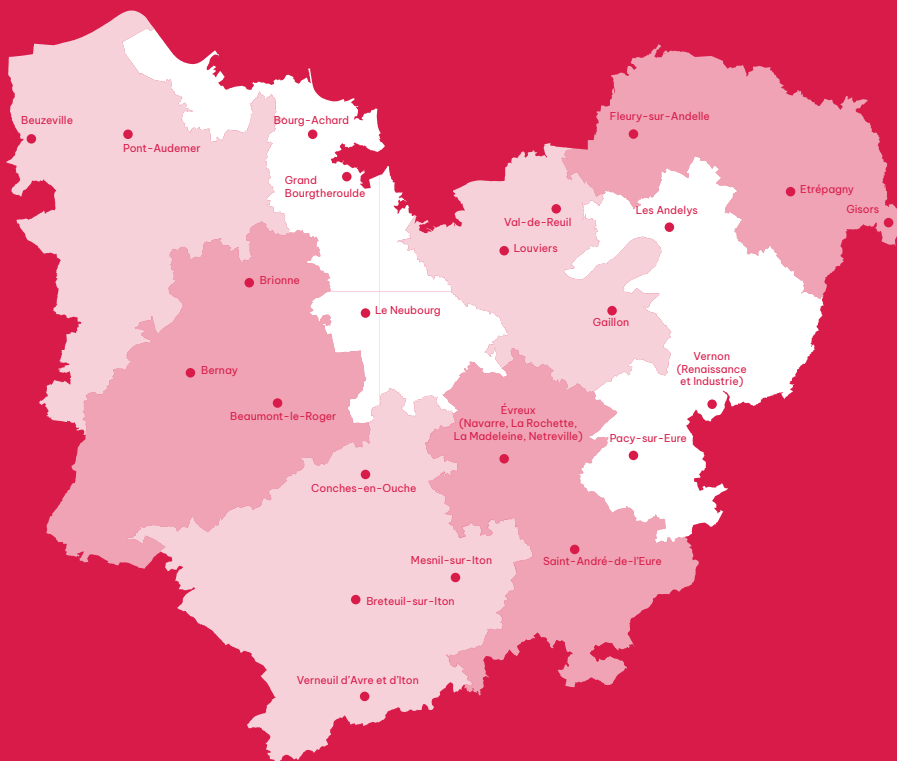 Fleury-sur-Andelle
Beuzeville
Bourg-Achard
Pont-Audemer
Grand
Bourgtheroulde
Etrépagny
Gisors
Les Andelys
Val-de-Reuil
Louviers
Brionne
Le Neubourg
Gaillon
Vernon
(Renaissance
et Industrie)
Bernay
Beaumont-le-Roger
Évreux
(Navarre, La Rochette,
La Madeleine, Netreville)
Pacy-sur-Eure
Conches-en-Ouche
Mesnil-sur-Iton
Saint-André-de-l'Eure
Breteuil-sur-Iton
Verneuil d'Avre et d'Iton